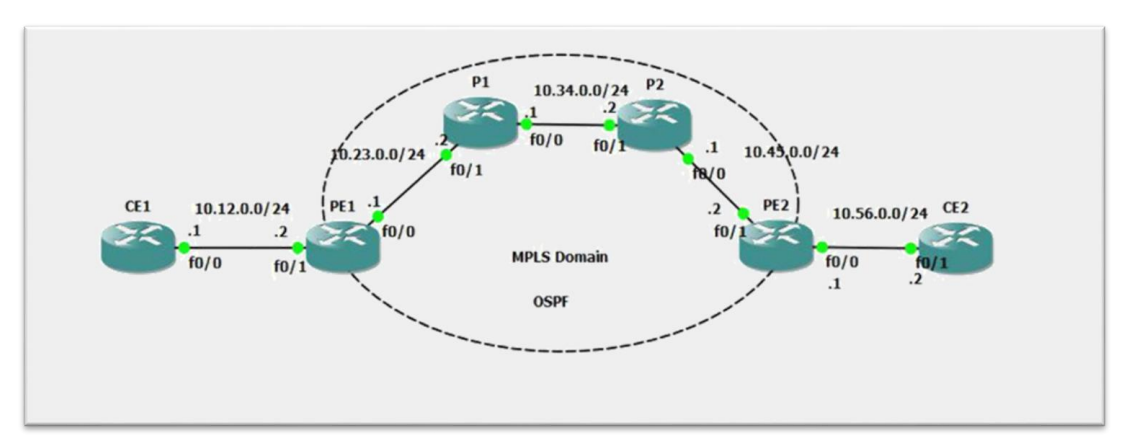 P1
10.34.0.0/24
P2
.1
.2
f0/0
f0/1
10.23.0.0/24
.2
f0/1
.1
10.45.0.0/24
f0/0
CE1
10.12.0.0/24
PE1
.1
f0/0
.2
PE2
f0/1
10.56.0.0/24
CE2
.1
.2
f0/0
f0/1
MPLS Domain
f0/0
f0/1
.1
.2
OSPF